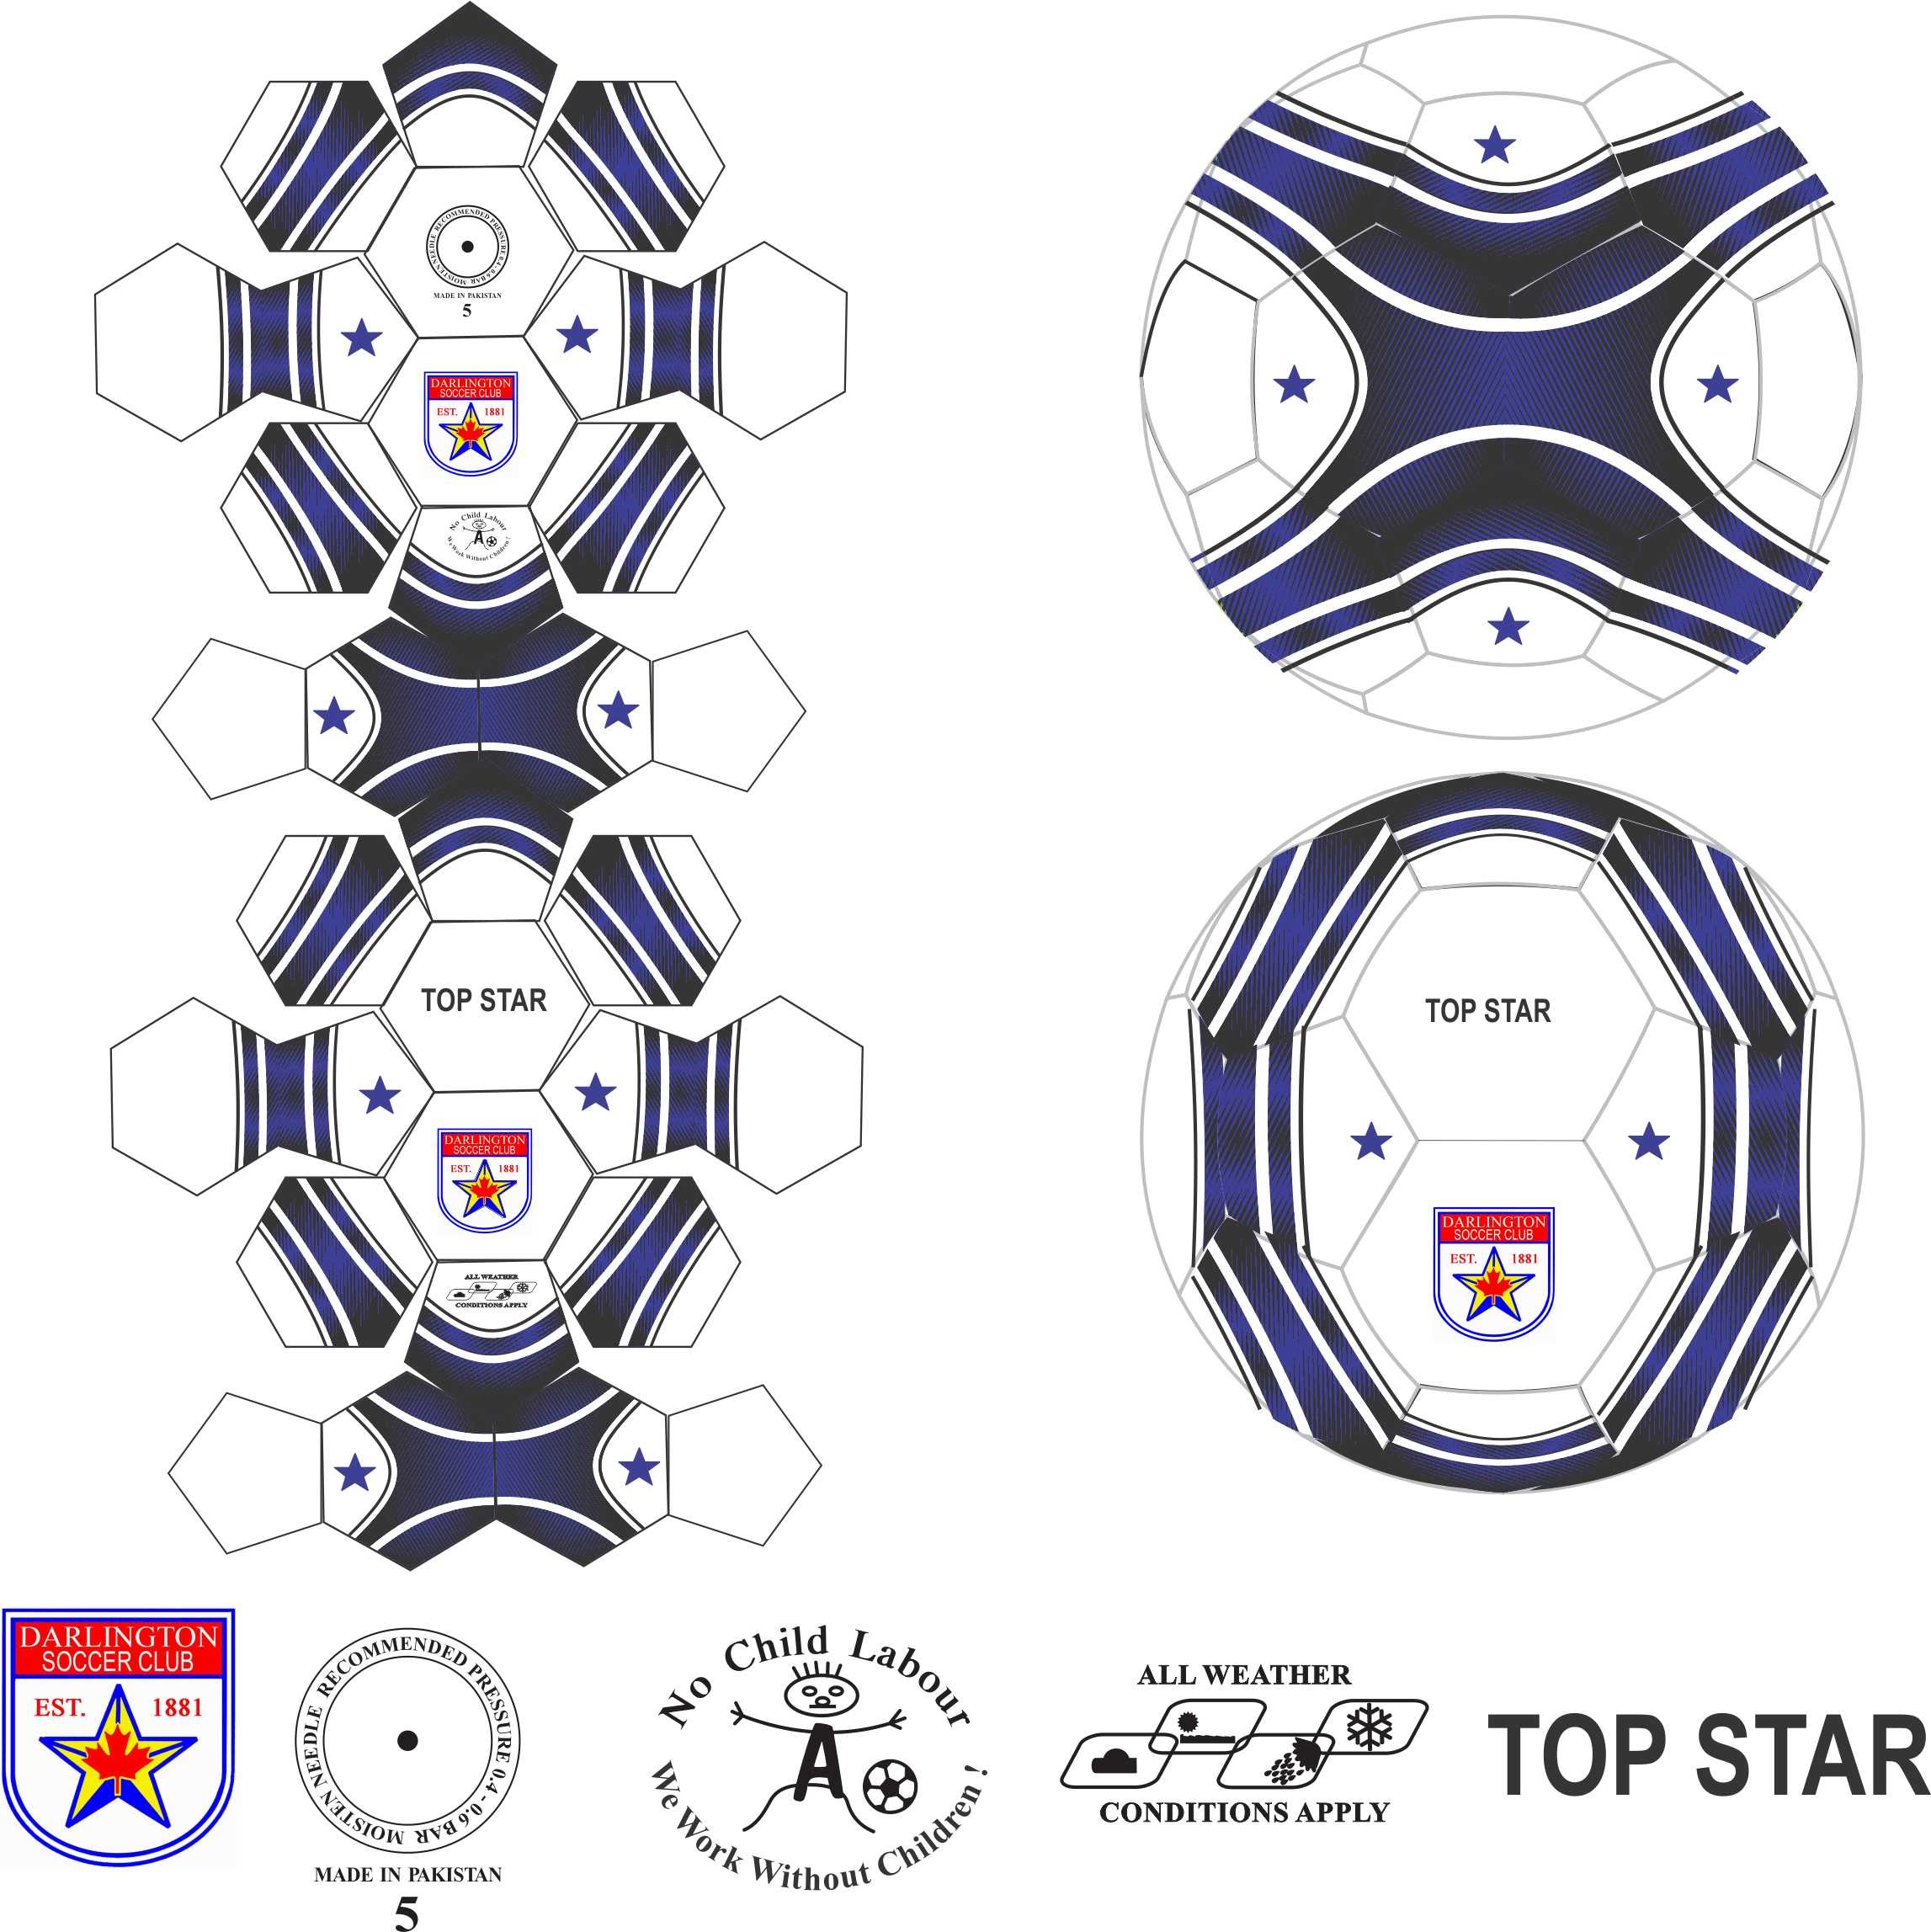 RECOMMENDED PRESSURE 0.4 - 0.6 BAR MOISTEN NEEDLE
MADE IN PAKISTAN
5
DARLINGTON
SOCCER CLUB
EST. 1881
No Child Labour
A
We Work Without Children !
TOP STAR
DARLINGTON
SOCCER CLUB
EST. 1881
ALL WEATHER
CONDITIONS APPLY
TOP STAR
DARLINGTON
SOCCER CLUB
EST. 1881
DARLINGTON
SOCCER CLUB
EST. 1881
RECOMMENDED PRESSURE 0.4 - 0.6 BAR MOISTEN NEEDLE
MADE IN PAKISTAN
5
No Child Labour
A
We Work Without Children !
ALL WEATHER
CONDITIONS APPLY
TOP STAR